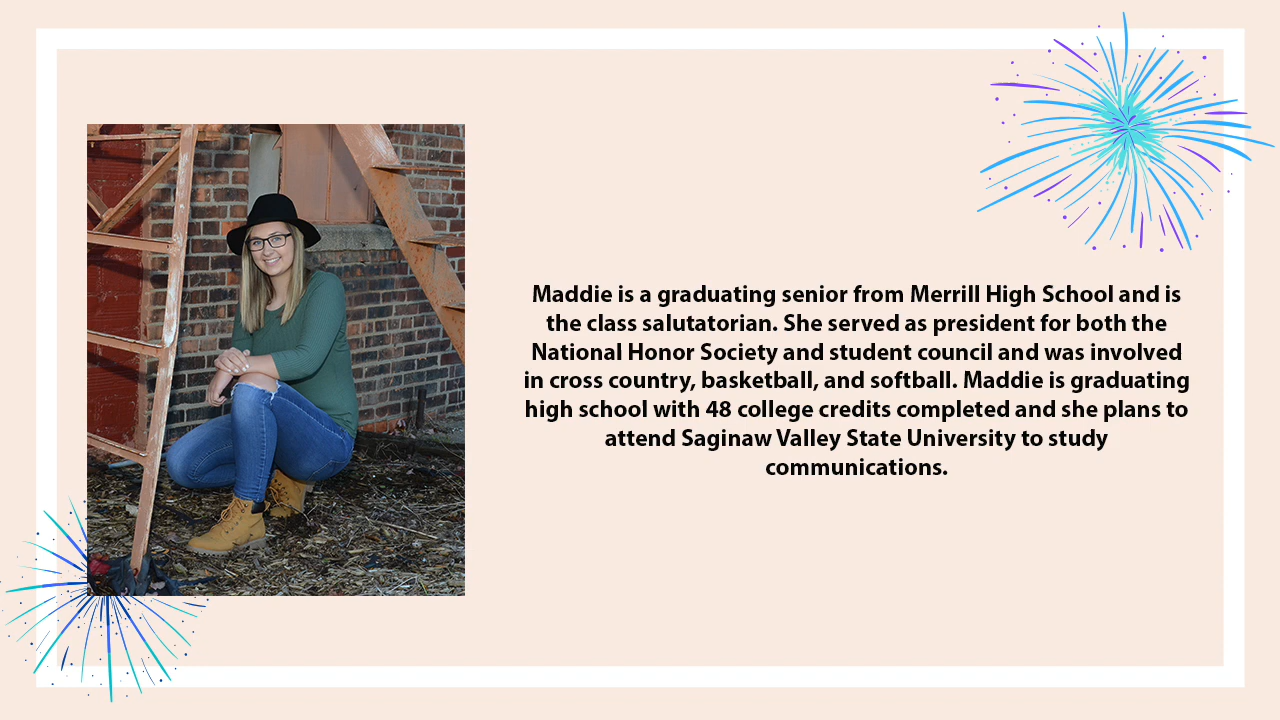 Maddie is a graduating senior from Merrill High School and is
the class salutatorian. She served as president for both the
National Honor Society and student council and was involved
in cross country, basketball, and softball. Maddie is graduating
high school with 48 college credits completed and she plans to
attend Saginaw Valley State University to study
communications.